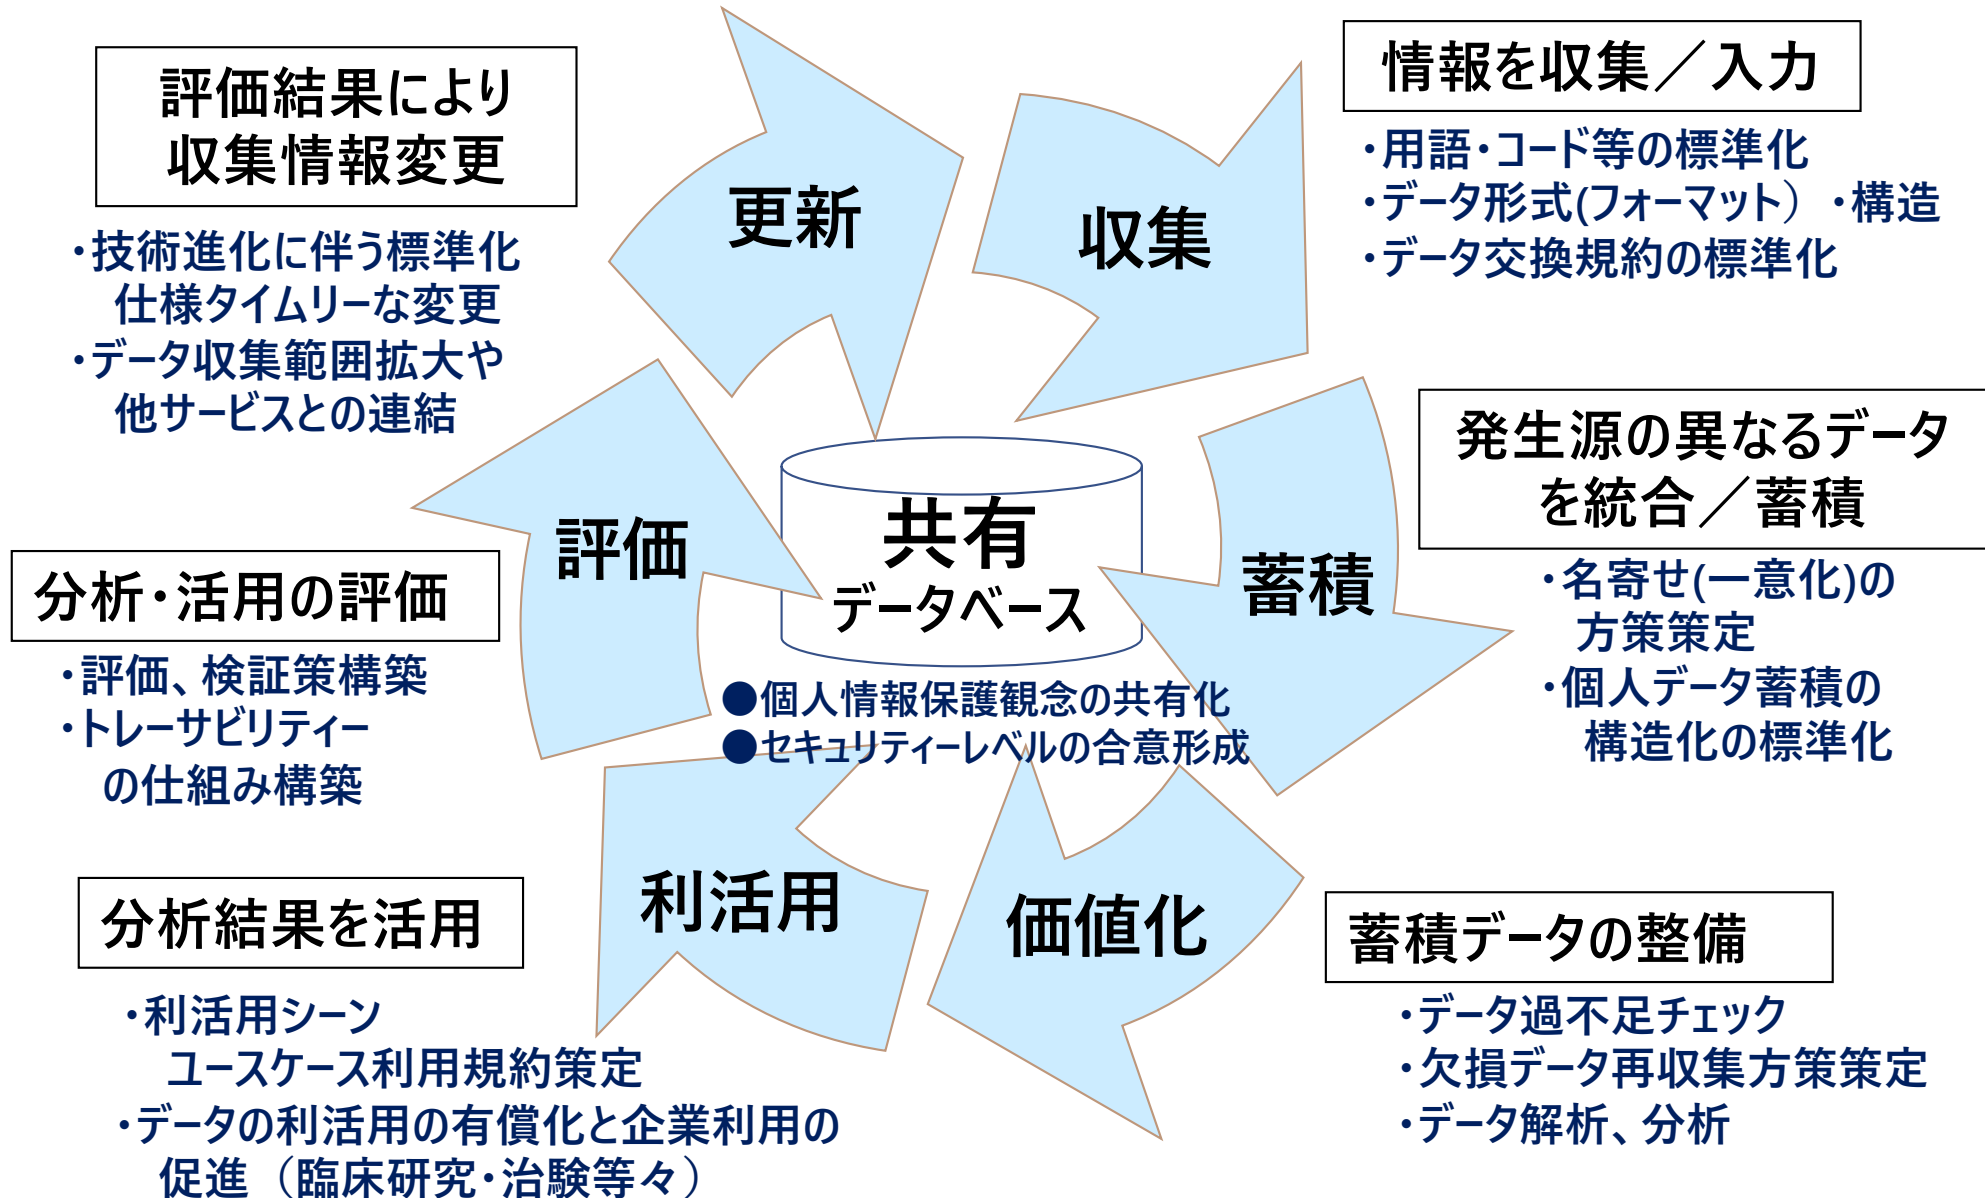 評価結果により
収集情報変更
・技術進化に伴う標準化
仕様タイムリーな変更
・データ収集範囲拡大や
他サービスとの連結
更新
収集
情報を収集／入力
・用語・コード等の標準化
・データ形式(フォーマット）・構造
・データ交換規約の標準化
発生源の異なるデータ
を統合／蓄積
・名寄せ(一意化)の
方策策定
・個人データ蓄積の
構造化の標準化
蓄積
評価
共有
データベース
●個人情報保護観念の共有化
●セキュリティーレベルの合意形成
分析・活用の評価
・評価、検証策構築
・トレーサビリティー
の仕組み構築
利活用
価値化
分析結果を活用
・利活用シーン
ユースケース利用規約策定
・データの利活用の有償化と企業利用の
促進（臨床研究・治験等々）
蓄積データの整備
・データ過不足チェック
・欠損データ再収集方策策定
・データ解析、分析